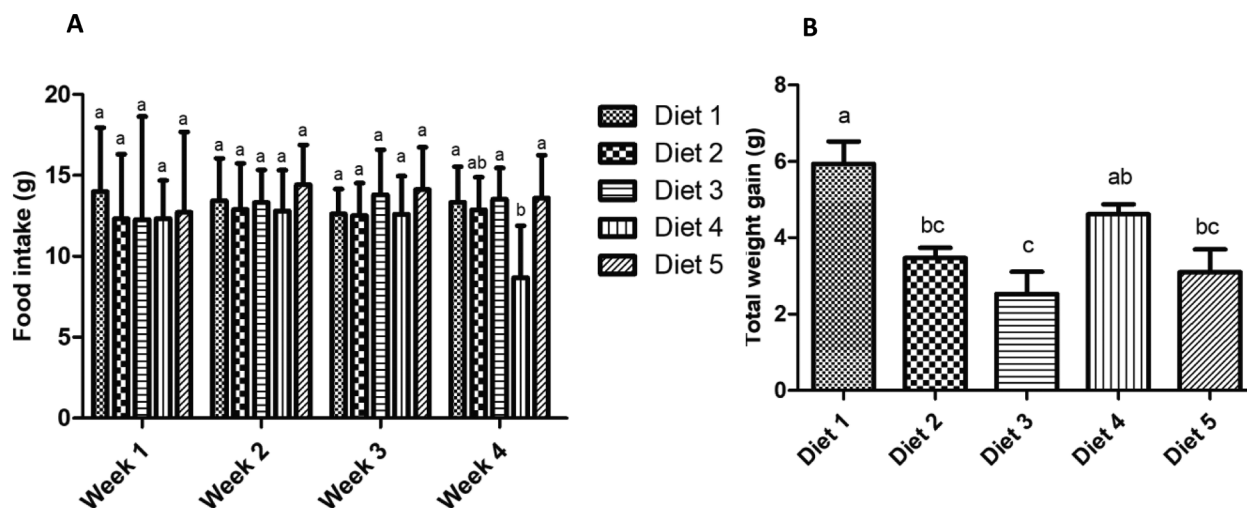 A
Food intake (g)
20
15
10
5
0
a a a a a
a a a a a
a a a a a
a ab a b a
Week 1
Week 2
Week 3
Week 4
Diet 1
Diet 2
Diet 3
Diet 4
Diet 5
B
Total weight gain (g)
8
6
4
2
0
a
bc
c
ab
bc
Diet 1
Diet 2
Diet 3
Diet 4
Diet 5